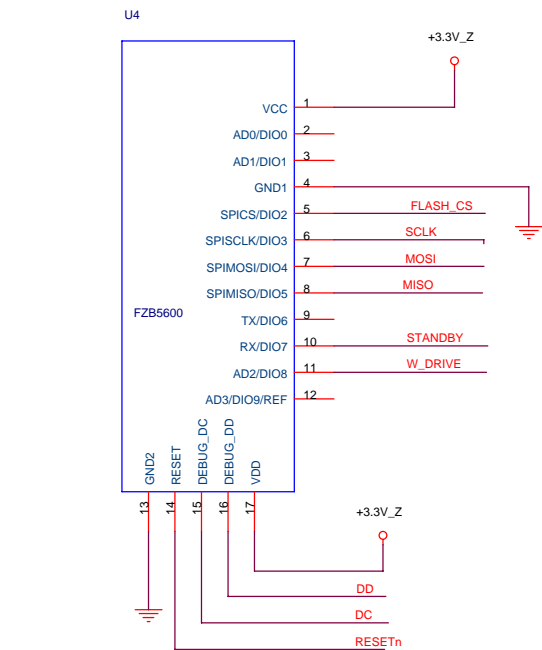 U4
+3.3V_Z
VCC 1
AD0/DIO0 2
AD1/DIO1 3
GND1 4
SPICS/DIO2 5 FLASH_CS
SPISCLK/DIO3 6 SCLK
SPIMOSI/DIO4 7 MOSI
SPIMISO/DIO5 8 MISO
FZB5600
TX/DIO6 9
RX/DIO7 10 STANDBY
AD2/DIO8 11 W_DRIVE
AD3/DIO9/REF 12
GND2 13
RESET 14
DEBUG_DC 15
DEBUG_DD 16
VDD 17
+3.3V_Z
DD
DC
RESETn